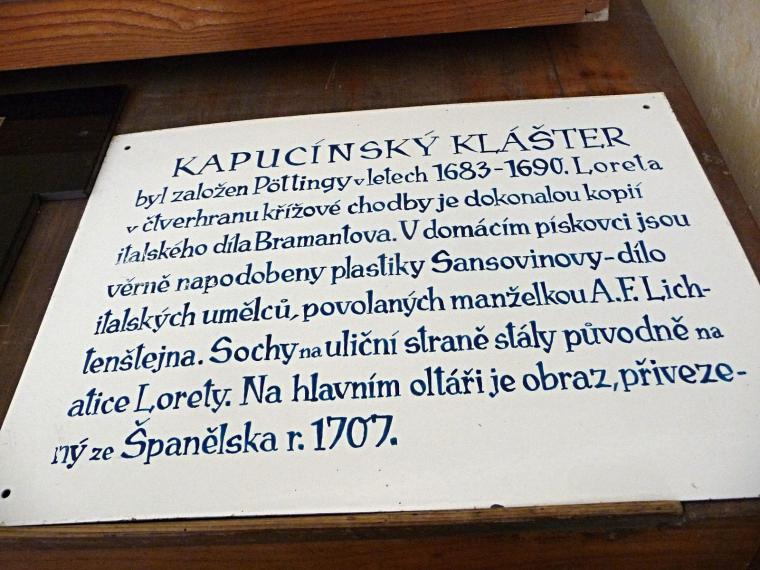 KAPUCÍNSKÝ KLÁŠTER
byl založen Pöttingy v letech 1683-1690. Loreta
v čtverhranu křížové chodby je dokonalou kopií
italského díla Bramantova. V domácím pískovci jsou
věrně napodobeny plastiky Sansovinovy-dílo
italských umělců, povolaných manželkou A.F. Lich-
tenštejna. Sochy na uliční straně stály původně na
atice Lorety. Na hlavním oltáři je obraz, přiveze-
ný ze Španělska r. 1707.